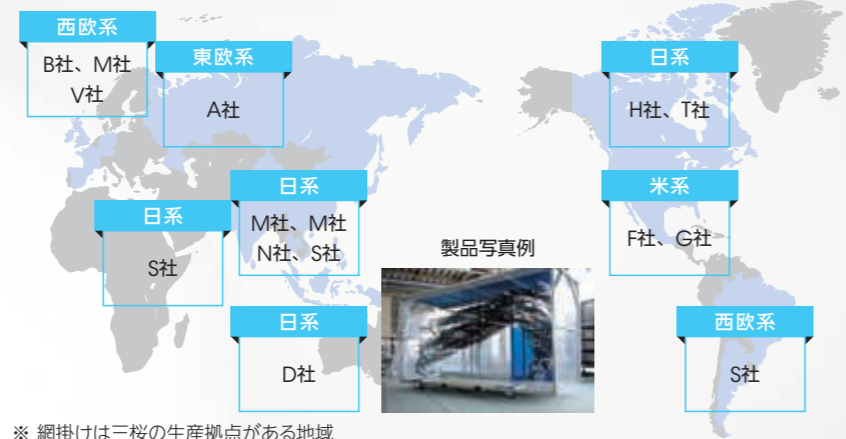 西欧系
B社、M社
V社
東欧系
A社
日系
H社、T社
日系
S社
日系
M社、M社
N社、S社
米系
F社、G社
製品写真例
日系
D社
西欧系
S社
※ 網掛けは三桜の生産拠点がある地域